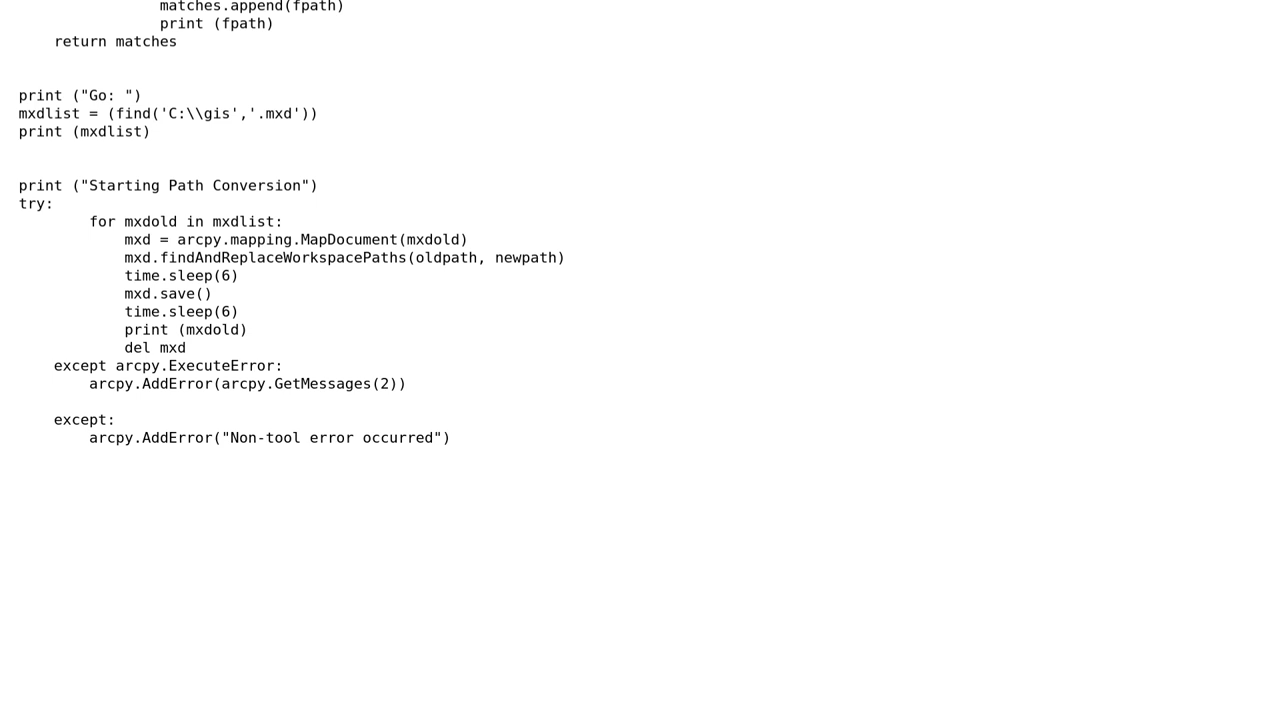 matches.append(fpath)
                print (fpath)
    return matches


print ("Go: ")
mxdlist = (find('C:\\gis','.mxd'))
print (mxdlist)


print ("Starting Path Conversion")
try:
        for mxdold in mxdlist:
            mxd = arcpy.mapping.MapDocument(mxdold)
            mxd.findAndReplaceWorkspacePaths(oldpath, newpath)
            time.sleep(6)
            mxd.save()
            time.sleep(6)
            print (mxdold)
            del mxd
    except arcpy.ExecuteError:
        arcpy.AddError(arcpy.GetMessages(2))

    except:
        arcpy.AddError("Non-tool error occurred")